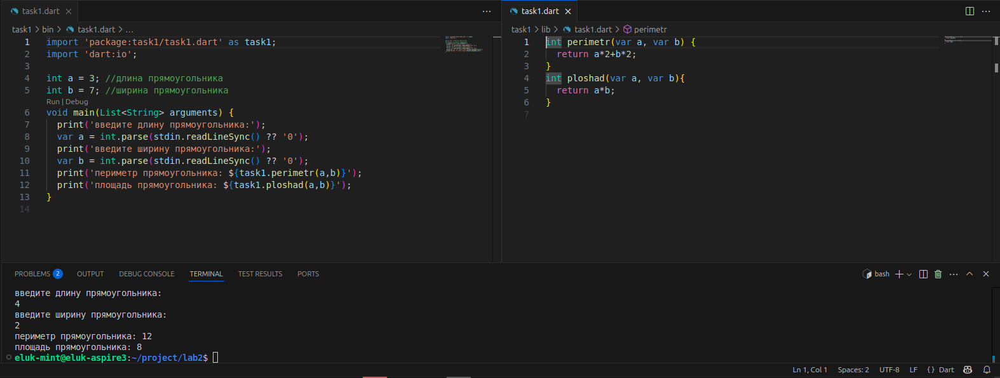 task1.dart
task1 > bin > task1.dart > ...
1 import 'package:task1/task1.dart' as task1;
2 import 'dart:io';
3
4 int a = 3; //длина прямоугольника
5 int b = 7; //ширина прямоугольника
Run | Debug
6 void main(List<String> arguments) {
7   print('введите длину прямоугольника:');
8   var a = int.parse(stdin.readLineSync() ?? '0');
9   print('введите ширину прямоугольника:');
10   var b = int.parse(stdin.readLineSync() ?? '0');
11   print('периметр прямоугольника: ${task1.perimetr(a,b)}');
12   print('площадь прямоугольника: ${task1.ploshad(a,b)}');
13 }
14
task1.dart
task1 > lib > task1.dart > perimetr
1 int perimetr(var a, var b) {
2   return a*2+b*2;
3 }
4 int ploshad(var a, var b){
5   return a*b;
6 }
7
PROBLEMS 2 OUTPUT DEBUG CONSOLE TERMINAL TEST RESULTS PORTS
bash
введите длину прямоугольника:
4
введите ширину прямоугольника:
2
периметр прямоугольника: 12
площадь прямоугольника: 8
eluk-mint@eluk-aspire3:~/project/lab2$
Ln 1, Col 1 Spaces: 2 UTF-8 LF {} Dart